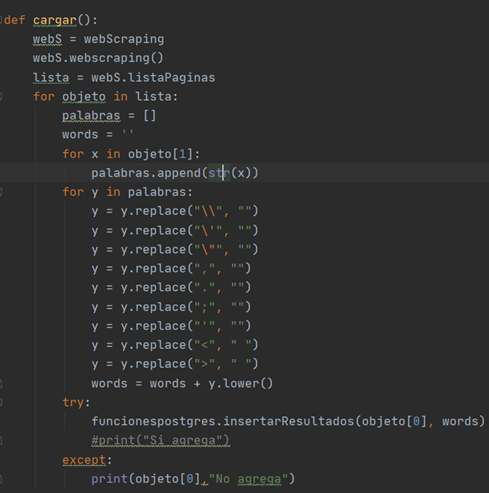 def cargar():
    webS = webScraping
    webS.webscraping()
    lista = webS.listaPaginas
    for objeto in lista:
        palabras = []
        words = ''
        for x in objeto[1]:
            palabras.append(str(x))
        for y in palabras:
            y = y.replace("\\", "")
            y = y.replace("\'", "")
            y = y.replace("\"", "")
            y = y.replace(",", "")
            y = y.replace(".", "")
            y = y.replace(";", "")
            y = y.replace("'", "")
            y = y.replace("<", " ")
            y = y.replace(">", " ")
            words = words + y.lower()
        try:
            funcionespostgres.insertarResultados(objeto[0], words)
            #print("Si agrega")
        except:
            print(objeto[0],"No agrega")